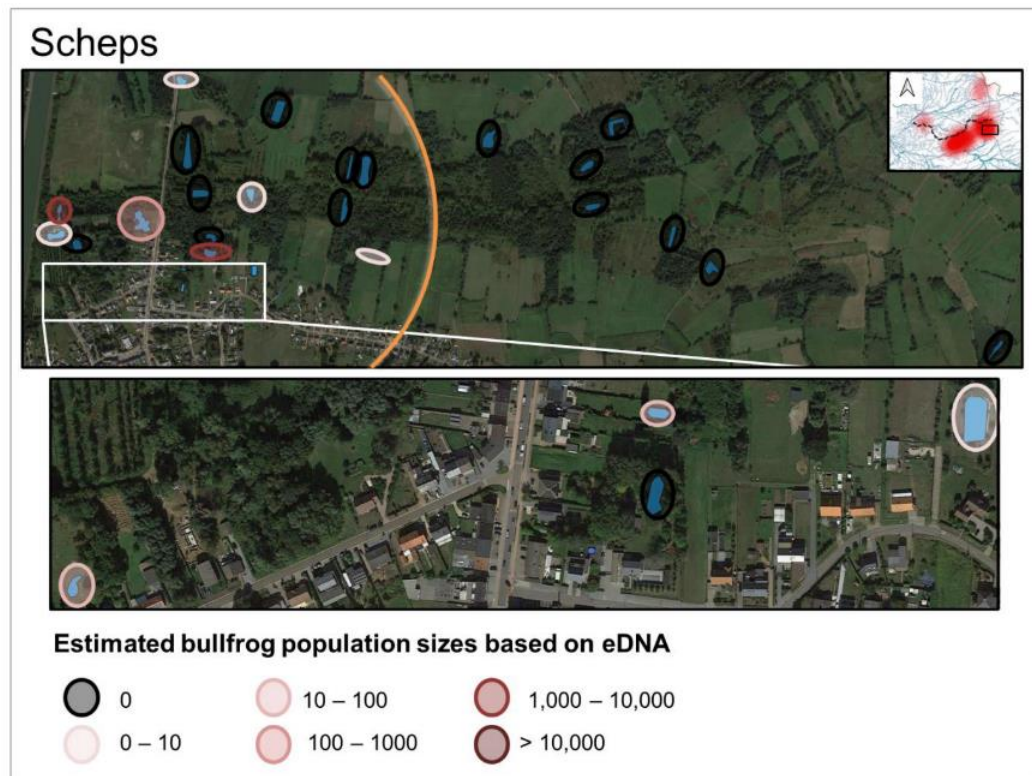 Scheps
Estimated bullfrog population sizes based on eDNA
0
10 – 100
1,000 – 10,000
0 – 10
100 – 1000
> 10,000